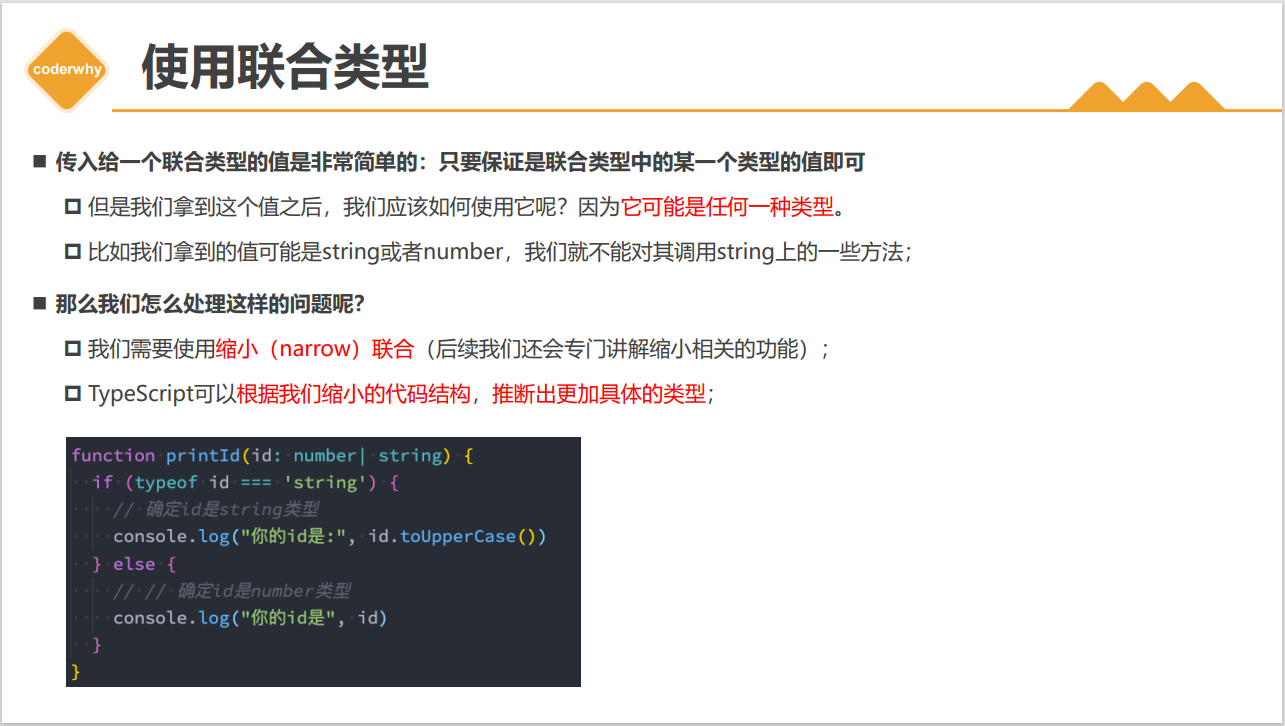 coderwhy
使用联合类型
传入给一个联合类型的值是非常简单的：只要保证是联合类型中的某一个类型的值即可
但是我们拿到这个值之后，我们应该如何使用它呢？因为它可能是任何一种类型。
比如我们拿到的值可能是string或者number，我们就不能对其调用string上的一些方法；
那么我们怎么处理这样的问题呢？
我们需要使用缩小（narrow）联合（后续我们还会专门讲解缩小相关的功能）；
TypeScript可以根据我们缩小的代码结构，推断出更加具体的类型；
function printId(id: number| string) {
  if (typeof id === 'string') {
    // 确定id是string类型
    console.log("你的id是:", id.toUpperCase())
  } else {
    // // 确定id是number类型
    console.log("你的id是", id)
  }
}